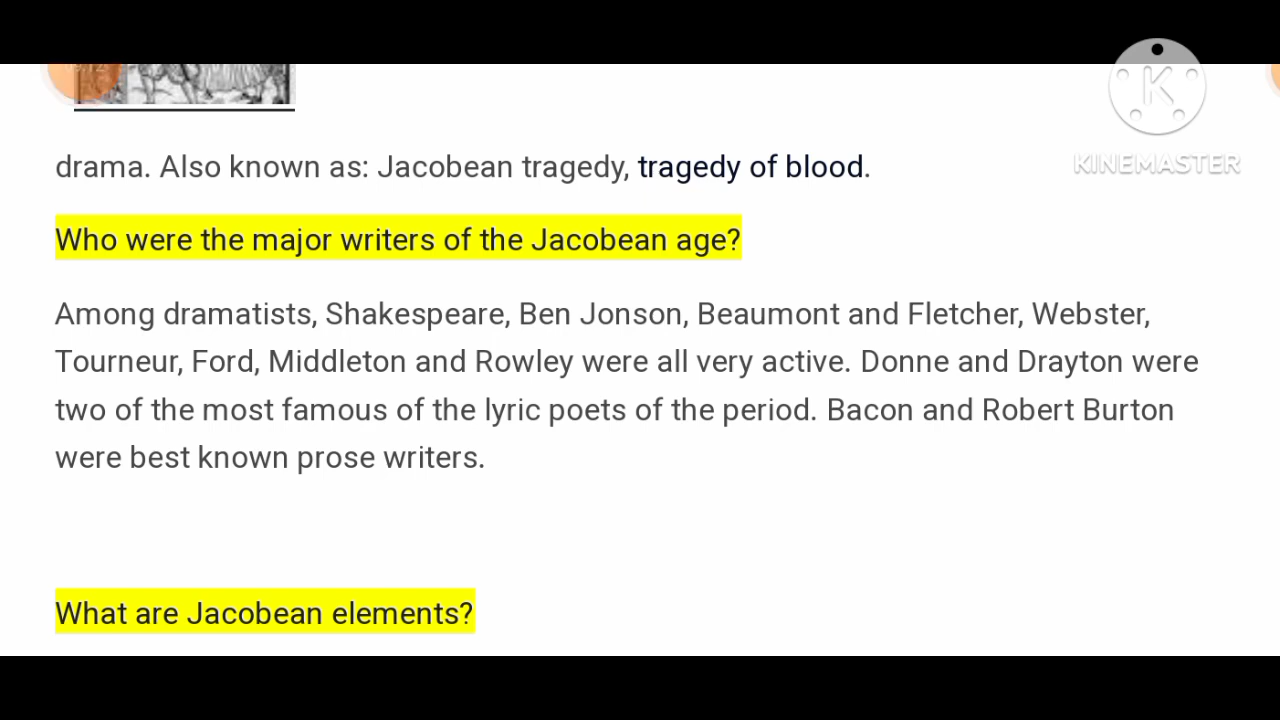 drama. Also known as: Jacobean tragedy, tragedy of blood.
KINEMASTER
Who were the major writers of the Jacobean age?
Among dramatists, Shakespeare, Ben Jonson, Beaumont and Fletcher, Webster,
Tourneur, Ford, Middleton and Rowley were all very active. Donne and Drayton were
two of the most famous of the lyric poets of the period. Bacon and Robert Burton
were best known prose writers.
What are Jacobean elements?